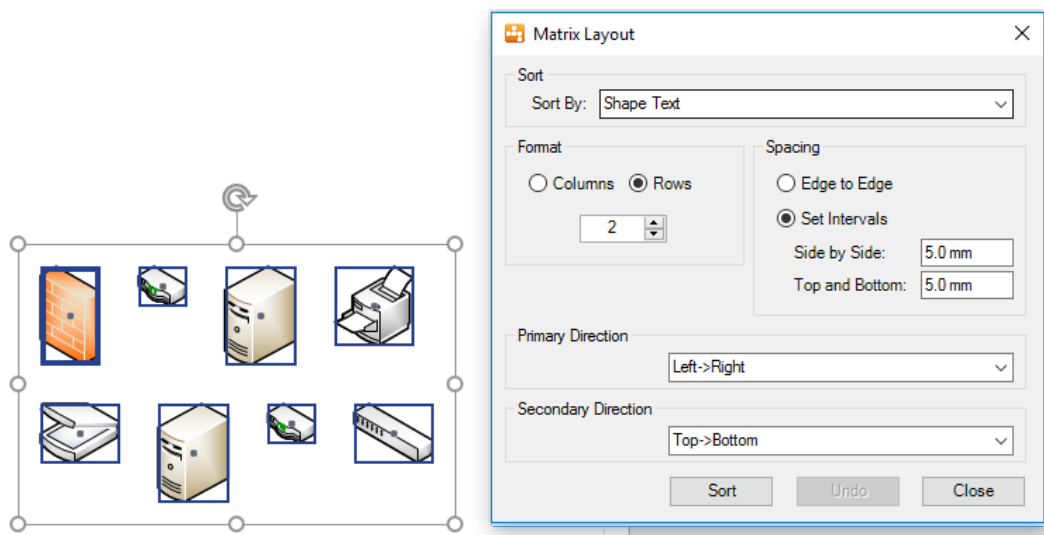 Matrix Layout
Sort
Sort By: Shape Text
Format
Columns Rows
2
Spacing
Edge to Edge
Set Intervals
Side by Side: 5.0 mm
Top and Bottom: 5.0 mm
Primary Direction
Left->Right
Secondary Direction
Top->Bottom
Sort Undo Close